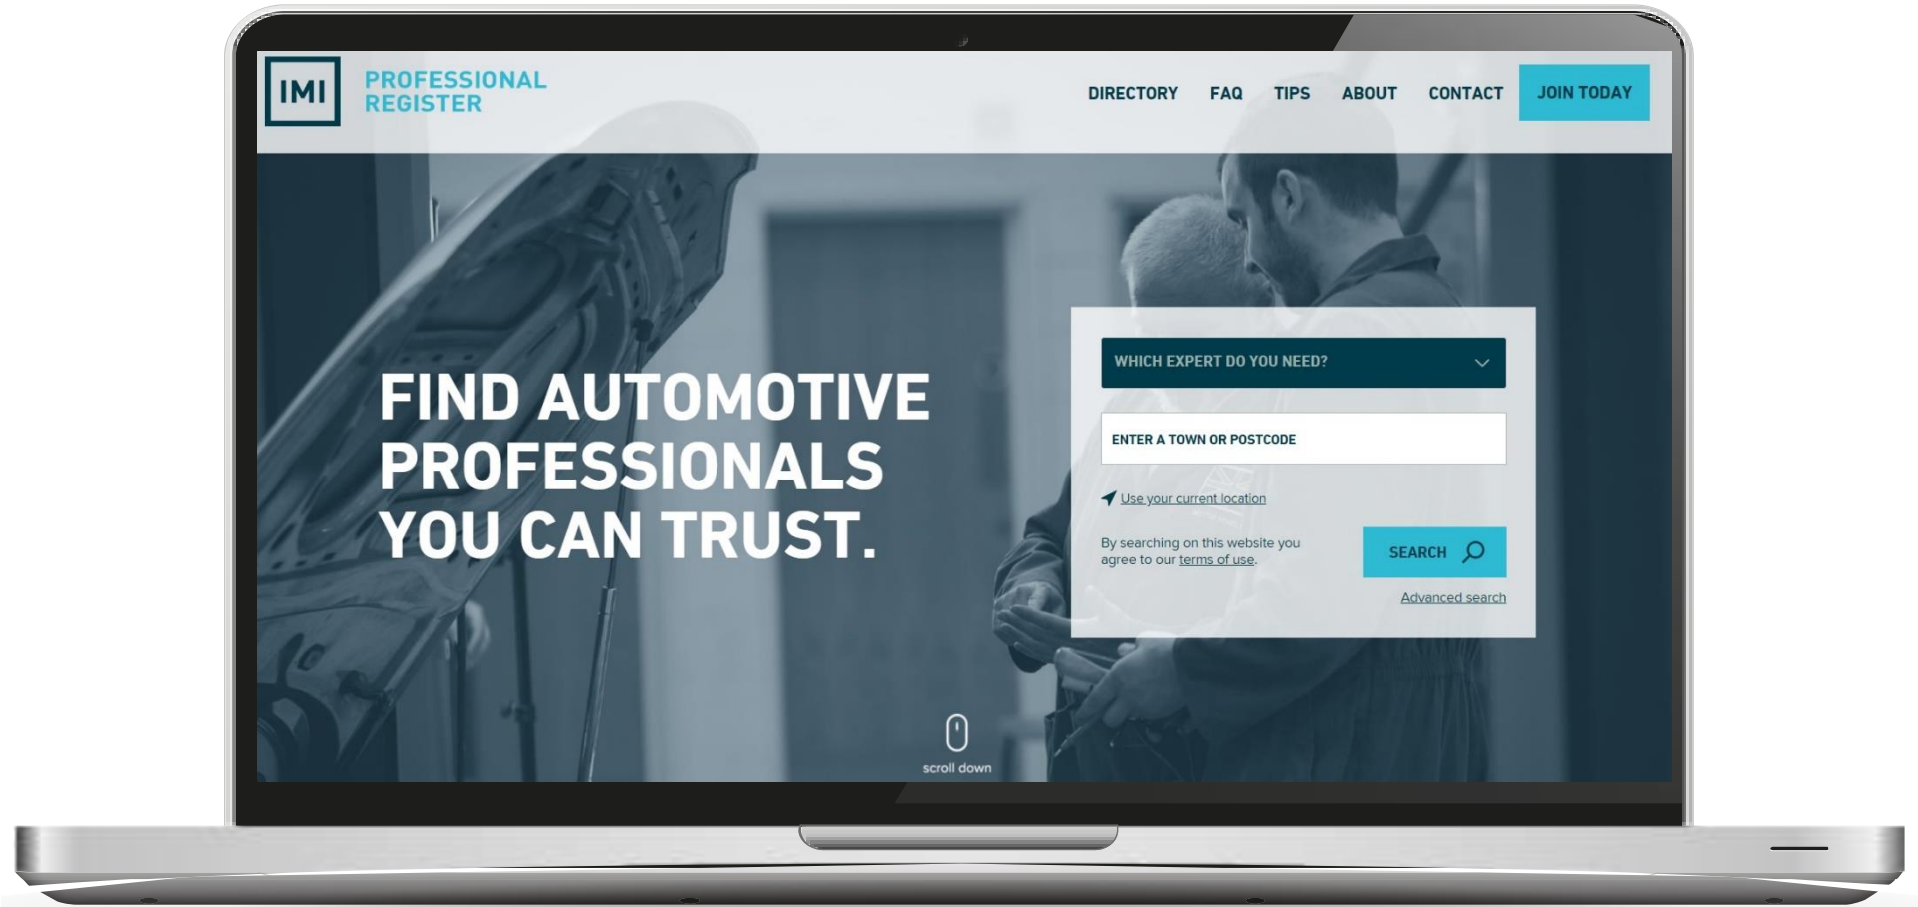 IMI
PROFESSIONAL
REGISTER
DIRECTORY FAQ TIPS ABOUT CONTACT JOIN TODAY
FIND AUTOMOTIVE
PROFESSIONALS
YOU CAN TRUST.
WHICH EXPERT DO YOU NEED?
ENTER A TOWN OR POSTCODE
Use your current location
By searching on this website you
agree to our terms of use.
SEARCH
Advanced search
scroll down